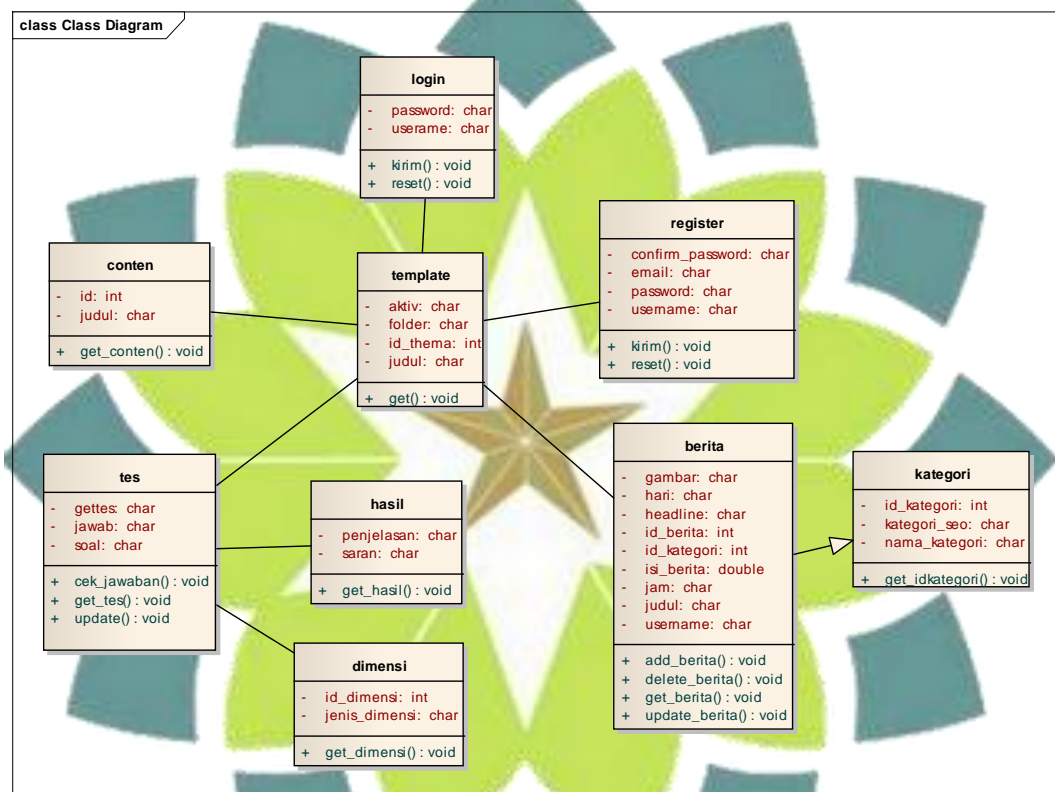 class Class Diagram
login
- password: char
- userame: char
+ kirim() : void
+ reset() : void
register
- confirm_password: char
- email: char
- password: char
- username: char
+ kirim() : void
+ reset() : void
conten
- id: int
- judul: char
+ get_conten() : void
template
- aktiv: char
- folder: char
- id_thema: int
- judul: char
+ get() : void
berita
- gambar: char
- hari: char
- headline: char
- id_berita: int
- id_kategori: int
- isi_berita: double
- jam: char
- judul: char
- username: char
+ add_berita() : void
+ delete_berita() : void
+ get_berita() : void
+ update_berita() : void
kategori
- id_kategori: int
- kategori_seo: char
- nama_kategori: char
+ get_idkategori() : void
tes
- gettes: char
- jawab: char
- soal: char
+ cek_jawaban() : void
+ get_tes() : void
+ update() : void
hasil
- penjelasan: char
- saran: char
+ get_hasil() : void
dimensi
- id_dimensi: int
- jenis_dimensi: char
+ get_dimensi() : void